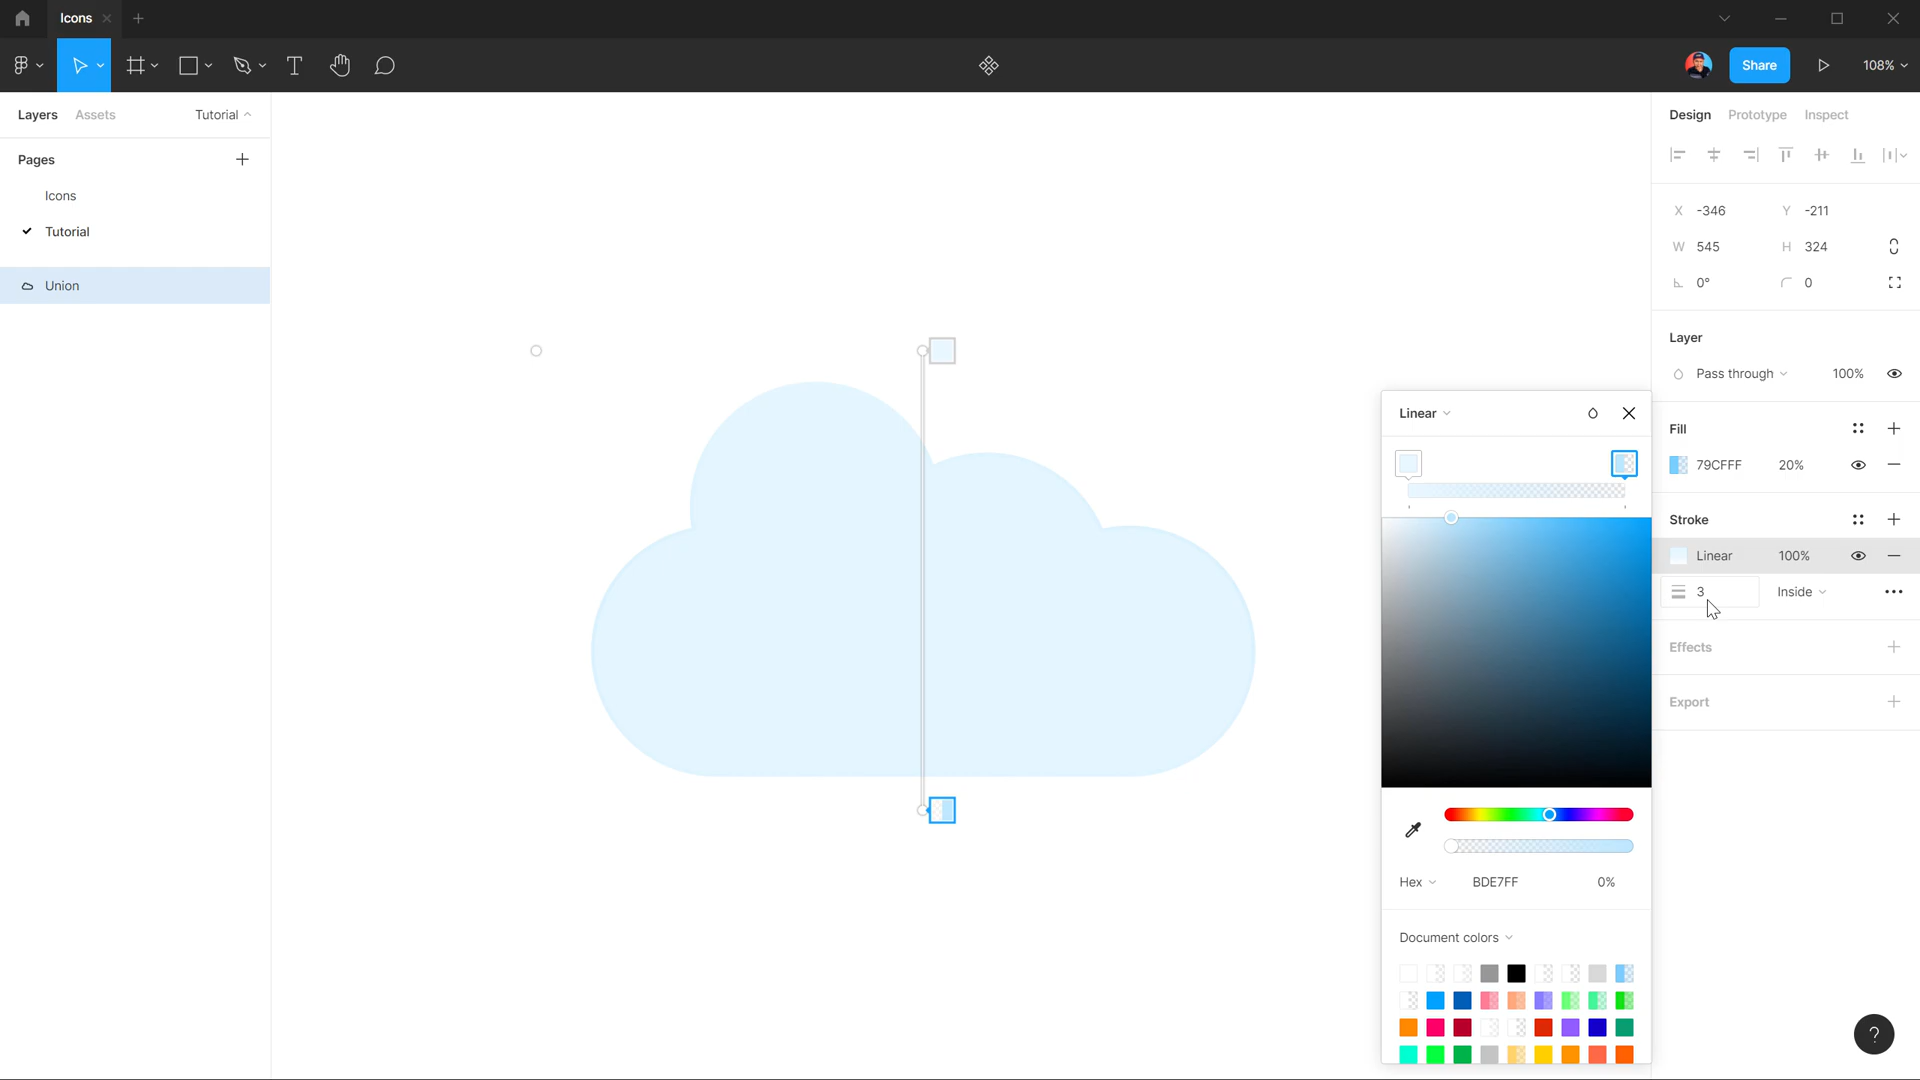 Icons
Share
108%
Layers Assets Tutorial
Design Prototype Inspect
Pages
Icons
Tutorial
Union
X -346 Y -211
W 545 H 324
0° 0
Layer
Pass through 100%
Fill
79CFFF 20%
Stroke
Linear 100%
3 Inside
Effects
Export
Linear
Hex BDE7FF 0%
Document colors
?